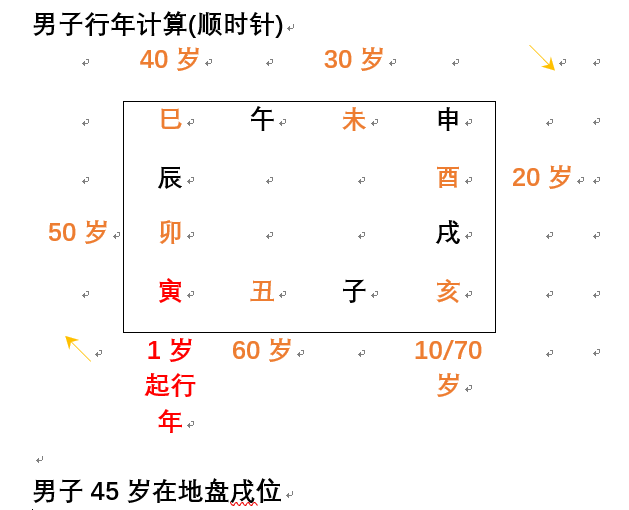 男子行年计算(顺时针)
40 岁 30 岁
巳 午 未 申
辰 酉 20 岁
50 岁 卯 戌
寅 丑 子 亥
1 岁 60 岁 10/70
起行 岁
年
男子 45 岁在地盘戌位